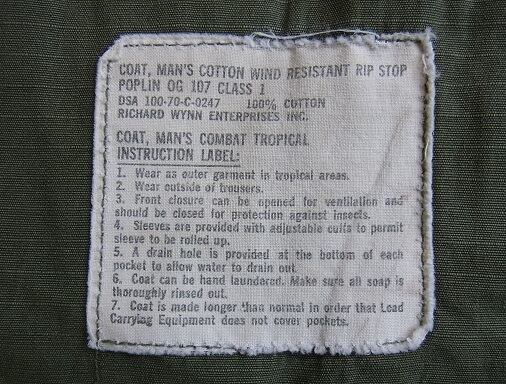 COAT, MAN'S COTTON WIND RESISTANT RIP STOP
POPLIN OG 107 CLASS 1
DSA 100-70-C-0247 100% COTTON
RICHARD WYNN ENTERPRISES INC.
COAT, MAN'S COMBAT TROPICAL
INSTRUCTION LABEL:
1. Wear as outer garment in tropical areas.
2. Wear outside of trousers.
3. Front closure can be opened for ventilation and
should be closed for protection against insects.
4. Sleeves are provided with adjustable cuffs to permit
sleeve to be rolled up.
5. A drain hole is provided at the bottom of each
pocket to allow water to drain out.
6. Coat can be hand laundered. Make sure all soap is
thoroughly rinsed out.
7. Coat is made longer than normal in order that Load
Carrying Equipment does not cover pockets.